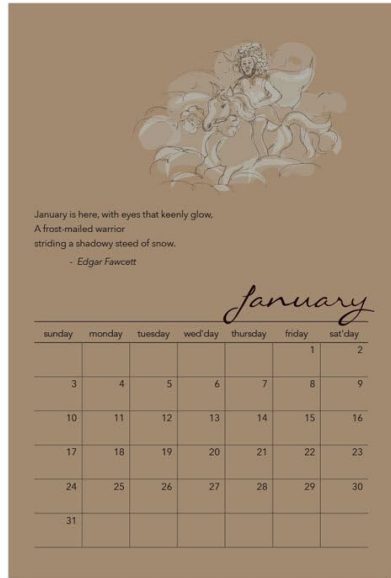 January is here, with eyes that keenly glow,
A frost-mailed warrior
striding a shadowy steed of snow.
- Edgar Fawcett
january
sunday monday tuesday wed'day thursday friday sat'day
1 2
3 4 5 6 7 8 9
10 11 12 13 14 15 16
17 18 19 20 21 22 23
24 25 26 27 28 29 30
31